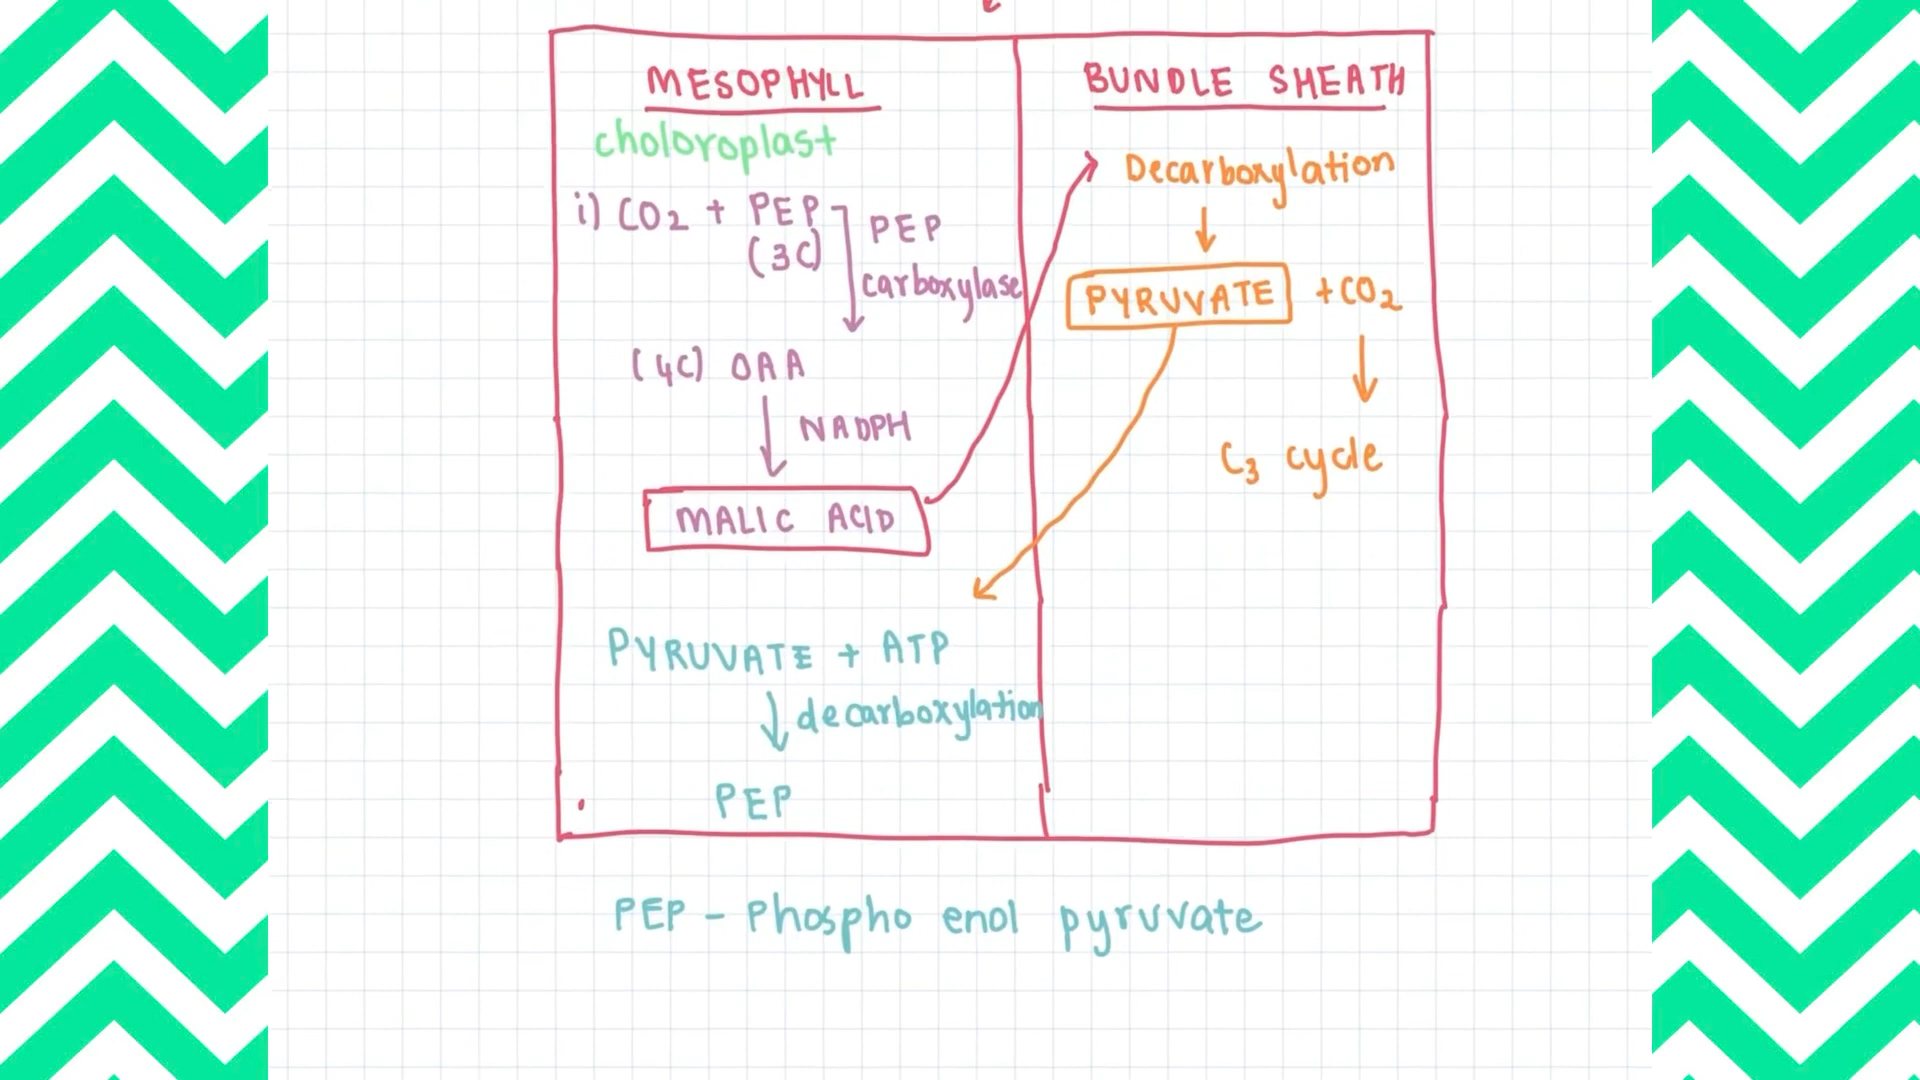 MESOPHYLL
choloroplast
i) CO2 + PEP
(3C)
PEP
carboxylase
(4C) OAA
NADPH
MALIC ACID
PYRUVATE + ATP
decarboxylation
PEP
BUNDLE SHEATH
Decarboxylation
PYRUVATE + CO2
C3 cycle
PEP - Phospho enol pyruvate